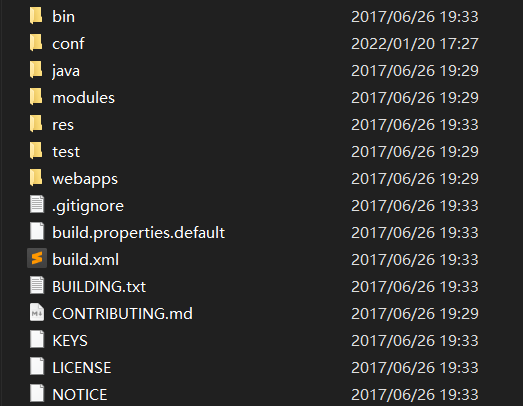 bin 2017/06/26 19:33
conf 2022/01/20 17:27
java 2017/06/26 19:29
modules 2017/06/26 19:29
res 2017/06/26 19:33
test 2017/06/26 19:29
webapps 2017/06/26 19:29
.gitignore 2017/06/26 19:33
build.properties.default 2017/06/26 19:33
build.xml 2017/06/26 19:33
BUILDING.txt 2017/06/26 19:33
CONTRIBUTING.md 2017/06/26 19:29
KEYS 2017/06/26 19:33
LICENSE 2017/06/26 19:33
NOTICE 2017/06/26 19:33